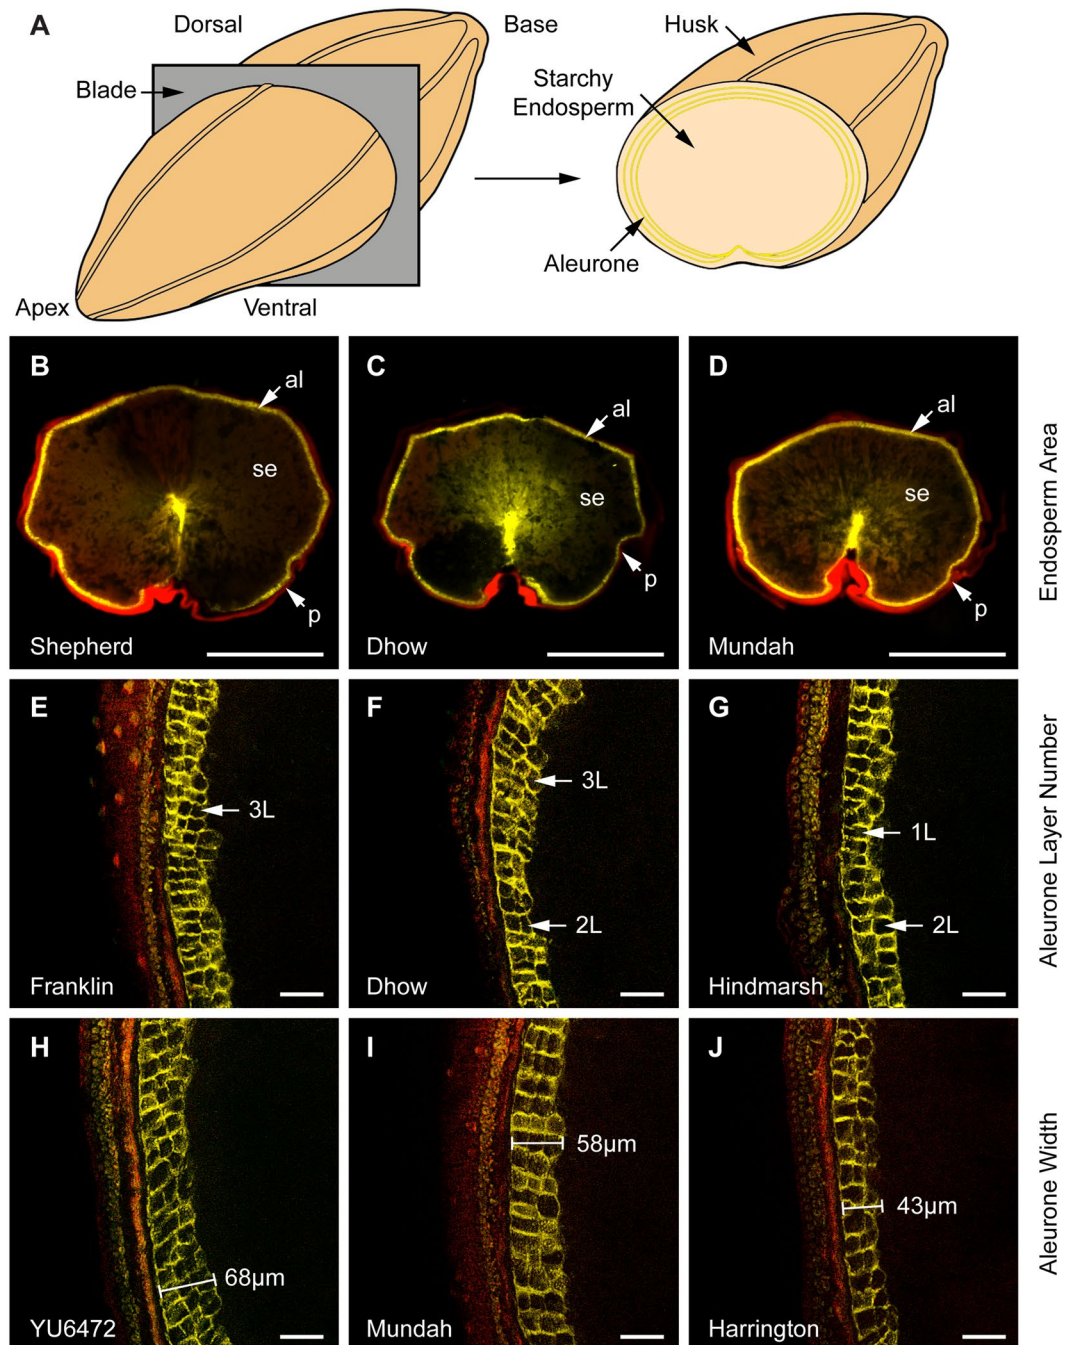 A
Dorsal
Base
Husk
Blade
Starchy
Endosperm
Aleurone
Apex
Ventral
B
al
se
p
Shepherd
C
al
se
p
Dhow
D
al
se
p
Mundah
Endosperm Area
E
3L
Franklin
F
3L
2L
Dhow
G
1L
2L
Hindmarsh
Aleurone Layer Number
H
68µm
YU6472
I
58µm
Mundah
J
43µm
Harrington
Aleurone Width